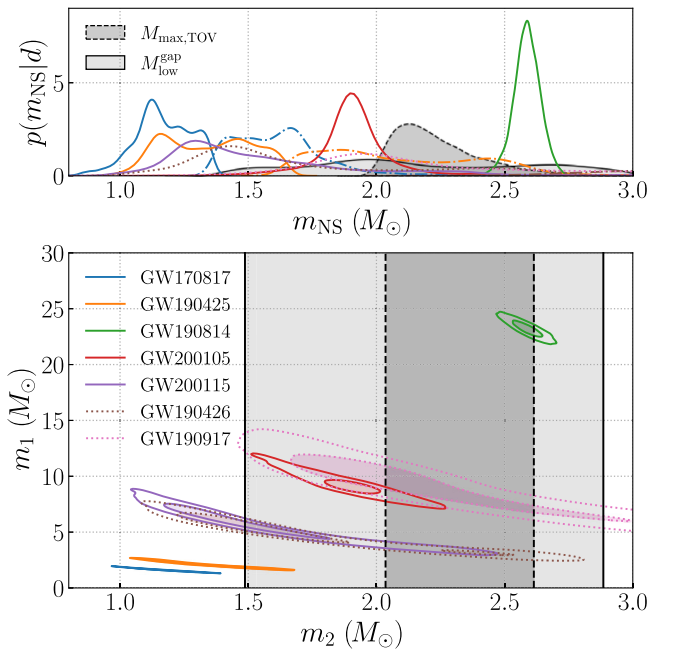 p(m_NS|d)
5
0
M_max,TOV
M_low^gap
1.0 1.5 2.0 2.5 3.0
m_NS (M_⊙)
m_1 (M_⊙)
30
25
20
15
10
5
0
GW170817
GW190425
GW190814
GW200105
GW200115
GW190426
GW190917
1.0 1.5 2.0 2.5 3.0
m_2 (M_⊙)